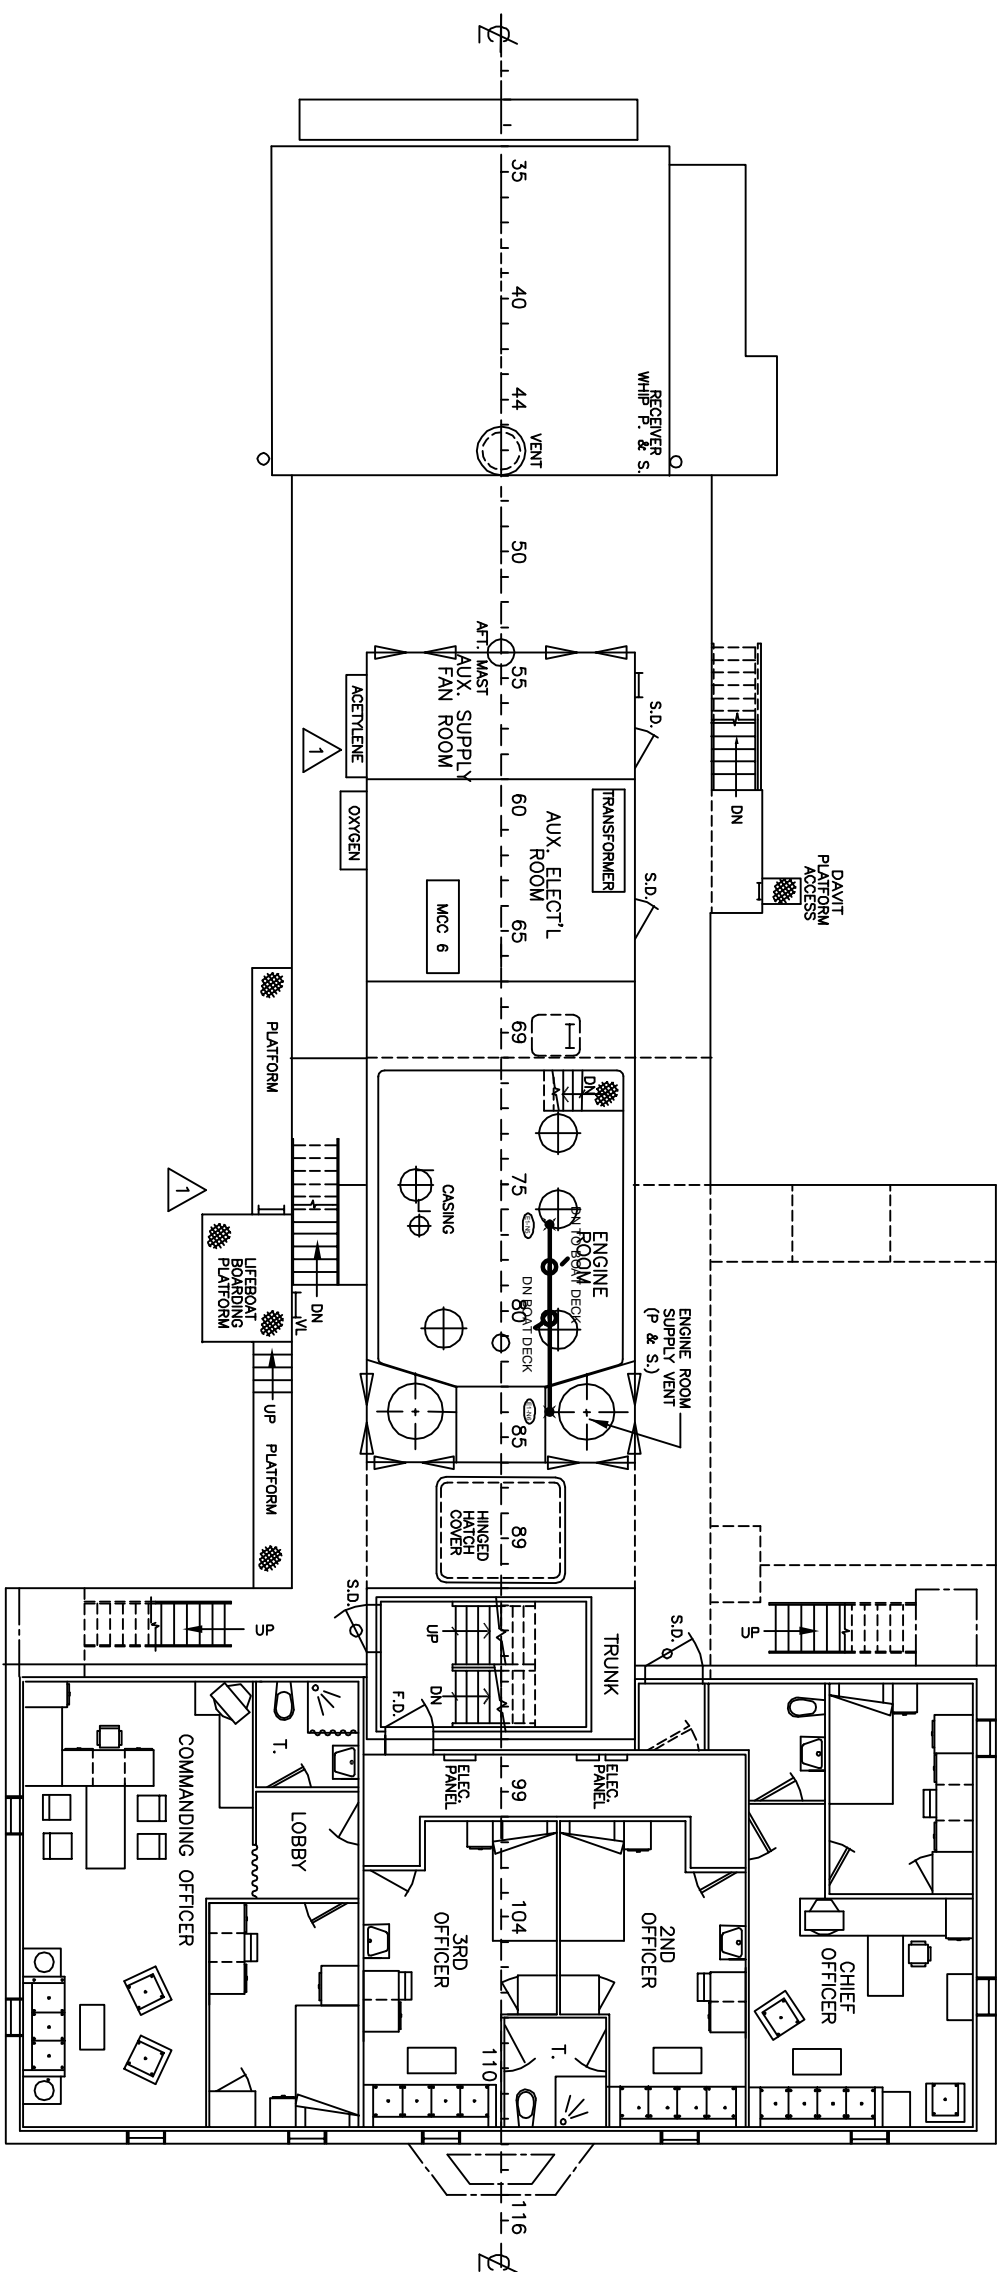 35
40
44
RECEIVER
WHIP P. & S.
VENT
50
AFT. MAST
55
AUX. SUPPLY
FAN ROOM
ACETYLENE
1
S.D.
DN
60
OXYGEN
TRANSFORMER
AUX. ELECT'L
ROOM
MCC 6
S.D.
65
DAVIT
PLATFORM
ACCESS
69
PLATFORM
DN
75
CASING
1
ENGINE
ROOM
DN TO BOAT DECK
DN BOAT DECK
80
LIFEBOAT
BOARDING
PLATFORM
DN
VL
ENGINE ROOM
SUPPLY VENT
(P & S.)
UP
PLATFORM
85
HINGED
HATCH
COVER
89
S.D.
UP
UP
DN
TRUNK
S.D.
UP
F.D.
ELEC.
PANEL
ELEC.
PANEL
99
T.
LOBBY
COMMANDING OFFICER
104
3RD
OFFICER
2ND
OFFICER
CHIEF
OFFICER
T.
110
116